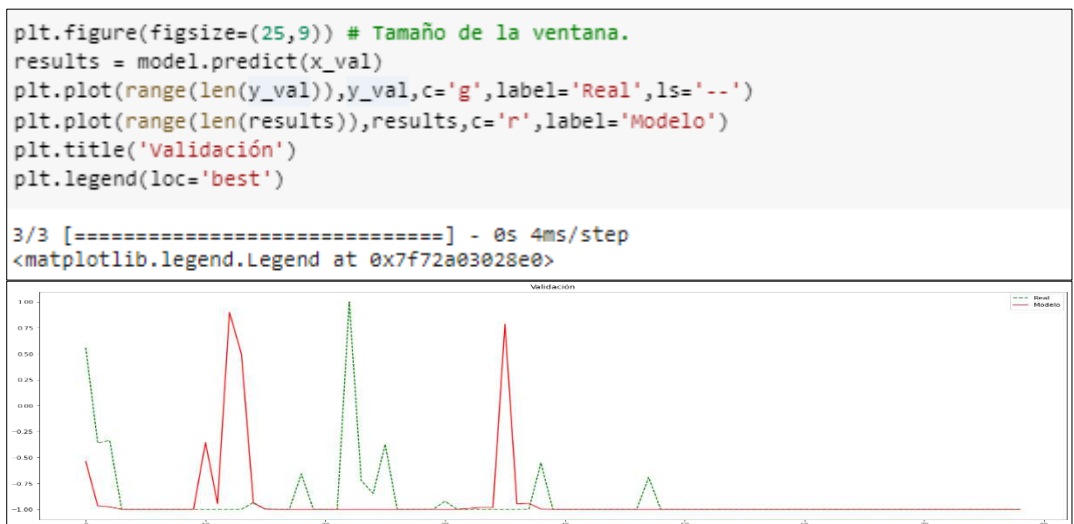 plt.figure(figsize=(25,9)) # Tamaño de la ventana.
results = model.predict(x_val)
plt.plot(range(len(y_val)),y_val,c='g',label='Real',ls='--')
plt.plot(range(len(results)),results,c='r',label='Modelo')
plt.title('Validación')
plt.legend(loc='best')
3/3 [==============================] - 0s 4ms/step
<matplotlib.legend.Legend at 0x7f72a03028e0>
Validación
Real
Modelo
1.00
0.75
0.50
0.25
0.00
−0.25
−0.50
−0.75
−1.00